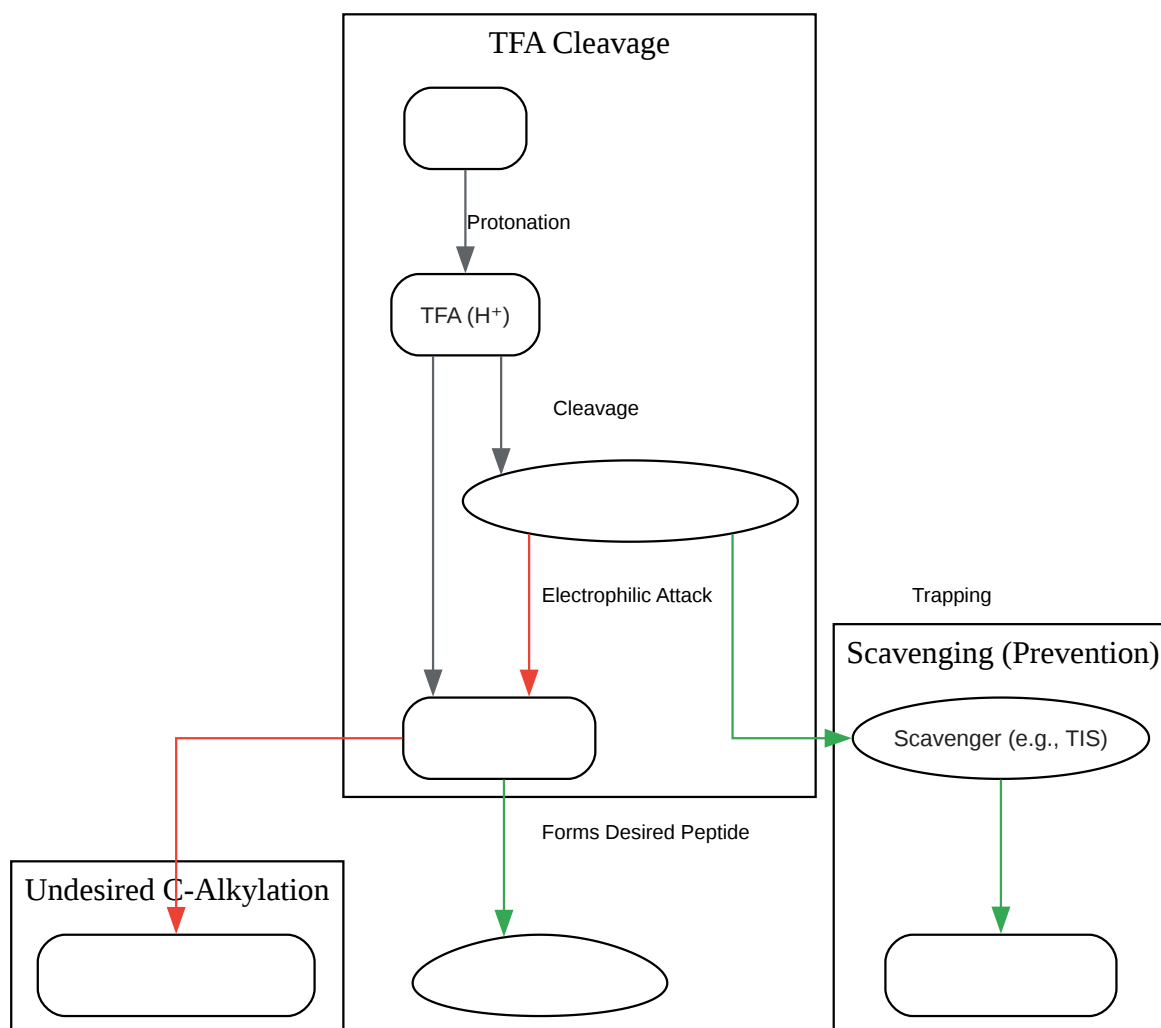 TFA Cleavage
Protonation
TFA (H⁺)
Cleavage
Electrophilic Attack
Trapping
Scavenging (Prevention)
Scavenger (e.g., TIS)
Forms Desired Peptide
Undesired C-Alkylation